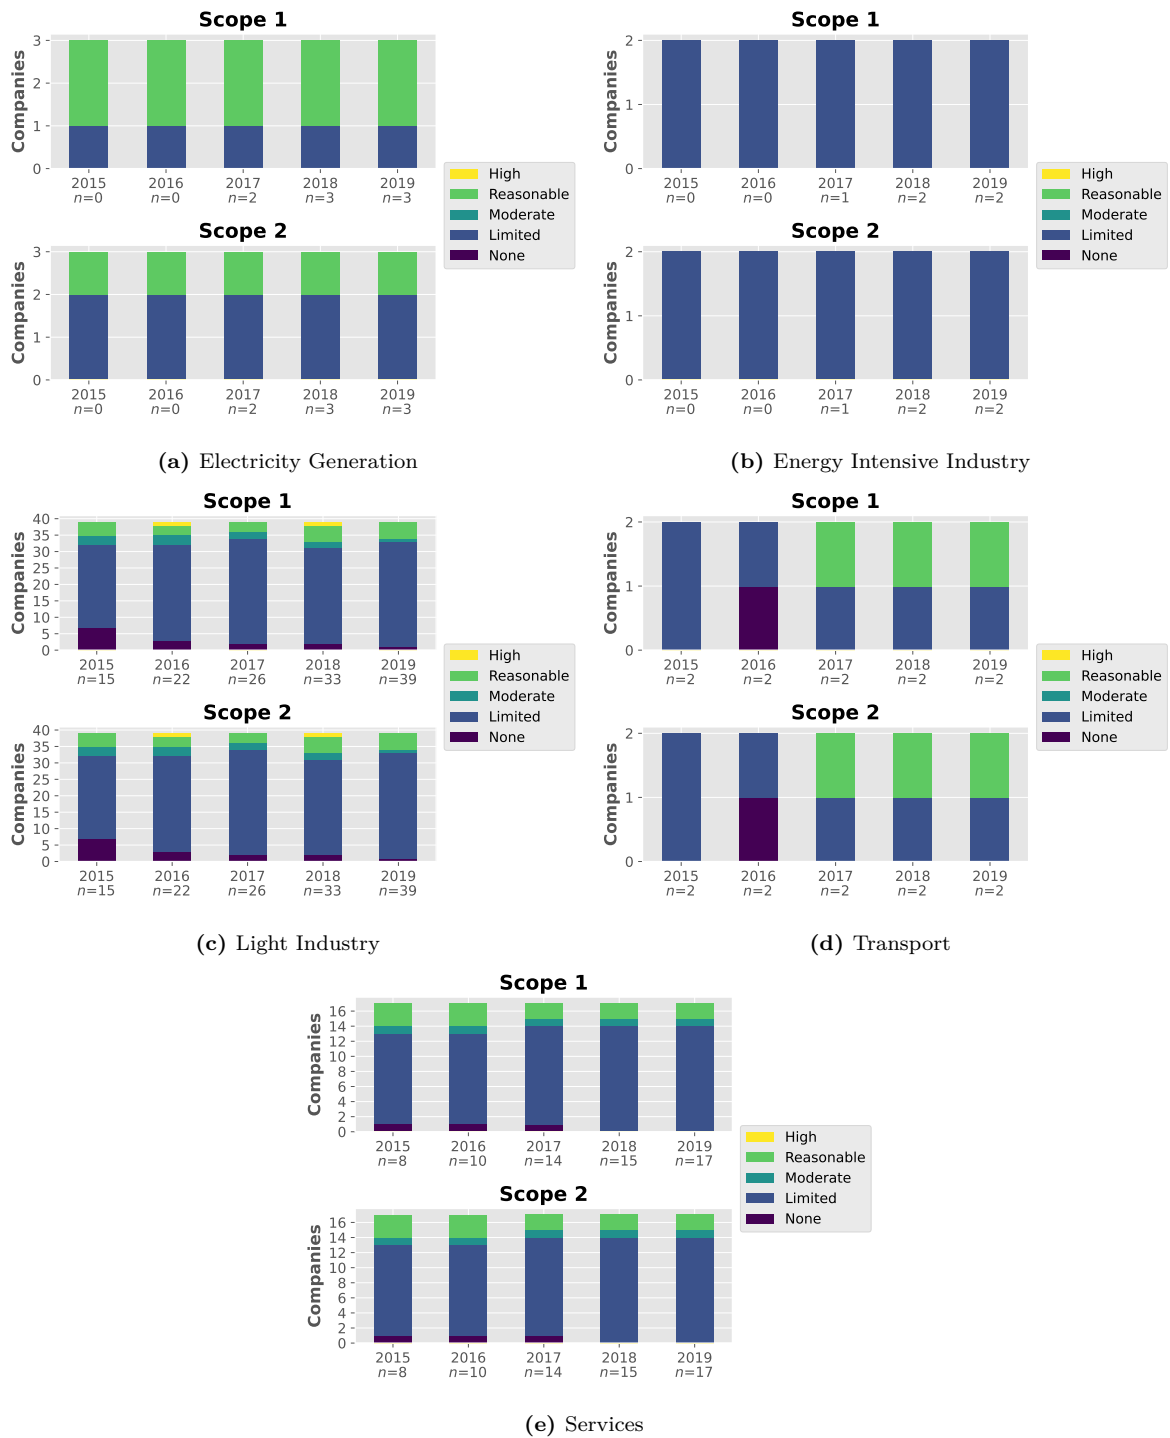 Scope 1
Companies
3
2
1
0
2015 2016 2017 2018 2019
n=0 n=0 n=2 n=3 n=3
Scope 2
Companies
3
2
1
0
2015 2016 2017 2018 2019
n=0 n=0 n=2 n=3 n=3
High
Reasonable
Moderate
Limited
None
(a) Electricity Generation
Scope 1
Companies
2
1
0
2015 2016 2017 2018 2019
n=0 n=0 n=1 n=2 n=2
Scope 2
Companies
2
1
0
2015 2016 2017 2018 2019
n=0 n=0 n=1 n=2 n=2
High
Reasonable
Moderate
Limited
None
(b) Energy Intensive Industry
Scope 1
Companies
40
35
30
25
20
15
10
5
0
2015 2016 2017 2018 2019
n=15 n=22 n=26 n=33 n=39
Scope 2
Companies
40
35
30
25
20
15
10
5
0
2015 2016 2017 2018 2019
n=15 n=22 n=26 n=33 n=39
High
Reasonable
Moderate
Limited
None
(c) Light Industry
Scope 1
Companies
2
1
0
2015 2016 2017 2018 2019
n=2 n=2 n=2 n=2 n=2
Scope 2
Companies
2
1
0
2015 2016 2017 2018 2019
n=2 n=2 n=2 n=2 n=2
High
Reasonable
Moderate
Limited
None
(d) Transport
Scope 1
Companies
16
14
12
10
8
6
4
2
0
2015 2016 2017 2018 2019
n=8 n=10 n=14 n=15 n=17
Scope 2
Companies
16
14
12
10
8
6
4
2
0
2015 2016 2017 2018 2019
n=8 n=10 n=14 n=15 n=17
High
Reasonable
Moderate
Limited
None
(e) Services